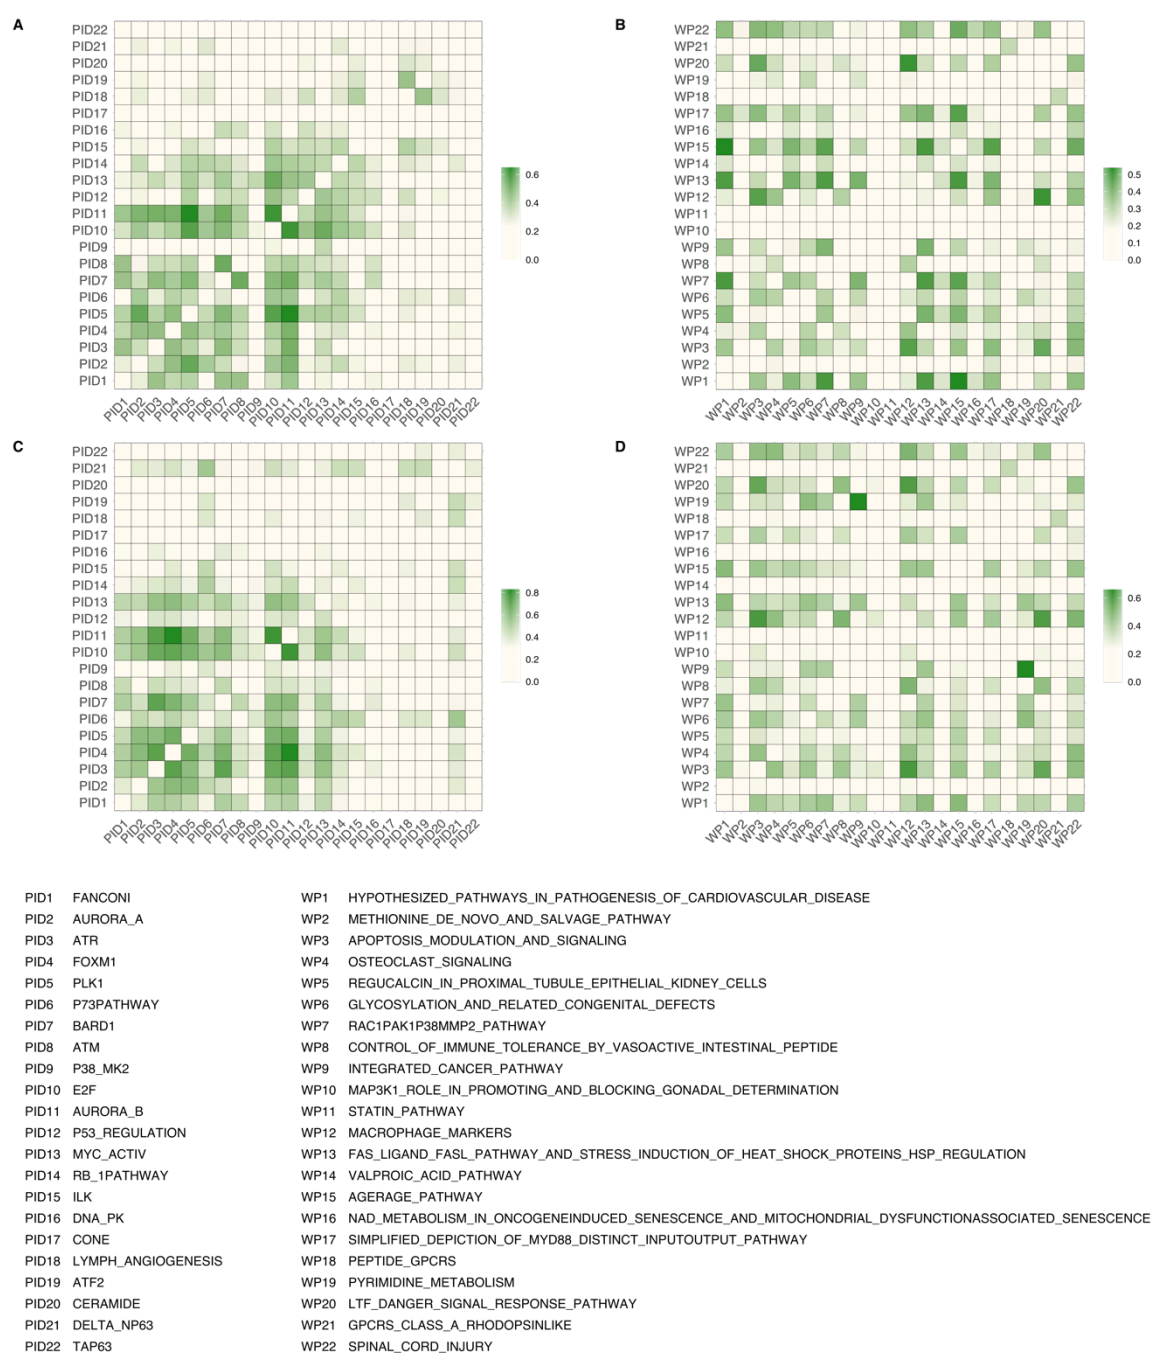 A
PID22
PID21
PID20
PID19
PID18
PID17
PID16
PID15
PID14
PID13
PID12
PID11
PID10
PID9
PID8
PID7
PID6
PID5
PID4
PID3
PID2
PID1
PID1 PID2 PID3 PID4 PID5 PID6 PID7 PID8 PID9 PID10 PID11 PID12 PID13 PID14 PID15 PID16 PID17 PID18 PID19 PID20 PID21 PID22
0.6
0.4
0.2
0.0
B
WP22
WP21
WP20
WP19
WP18
WP17
WP16
WP15
WP14
WP13
WP12
WP11
WP10
WP9
WP8
WP7
WP6
WP5
WP4
WP3
WP2
WP1
WP1 WP2 WP3 WP4 WP5 WP6 WP7 WP8 WP9 WP10 WP11 WP12 WP13 WP14 WP15 WP16 WP17 WP18 WP19 WP20 WP21 WP22
0.5
0.4
0.3
0.2
0.1
0.0
C
PID22
PID21
PID20
PID19
PID18
PID17
PID16
PID15
PID14
PID13
PID12
PID11
PID10
PID9
PID8
PID7
PID6
PID5
PID4
PID3
PID2
PID1
PID1 PID2 PID3 PID4 PID5 PID6 PID7 PID8 PID9 PID10 PID11 PID12 PID13 PID14 PID15 PID16 PID17 PID18 PID19 PID20 PID21 PID22
0.8
0.6
0.4
0.2
0.0
D
WP22
WP21
WP20
WP19
WP18
WP17
WP16
WP15
WP14
WP13
WP12
WP11
WP10
WP9
WP8
WP7
WP6
WP5
WP4
WP3
WP2
WP1
WP1 WP2 WP3 WP4 WP5 WP6 WP7 WP8 WP9 WP10 WP11 WP12 WP13 WP14 WP15 WP16 WP17 WP18 WP19 WP20 WP21 WP22
0.6
0.4
0.2
0.0
PID1 FANCONI
PID2 AURORA_A
PID3 ATR
PID4 FOXM1
PID5 PLK1
PID6 P73PATHWAY
PID7 BARD1
PID8 ATM
PID9 P38_MK2
PID10 E2F
PID11 AURORA_B
PID12 P53_REGULATION
PID13 MYC_ACTIV
PID14 RB_1PATHWAY
PID15 ILK
PID16 DNA_PK
PID17 CONE
PID18 LYMPH_ANGIOGENESIS
PID19 ATF2
PID20 CERAMIDE
PID21 DELTA_NP63
PID22 TAP63
WP1 HYPOTHESIZED_PATHWAYS_IN_PATHOGENESIS_OF_CARDIOVASCULAR_DISEASE
WP2 METHIONINE_DE_NOVO_AND_SALVAGE_PATHWAY
WP3 APOPTOSIS_MODULATION_AND_SIGNALING
WP4 OSTEOCLAST_SIGNALING
WP5 REGUCALCIN_IN_PROXIMAL_TUBULE_EPITHELIAL_KIDNEY_CELLS
WP6 GLYCOSYLATION_AND_RELATED_CONGENITAL_DEFECTS
WP7 RAC1PAK1P38MMP2_PATHWAY
WP8 CONTROL_OF_IMMUNE_TOLERANCE_BY_VASOACTIVE_INTESTINAL_PEPTIDE
WP9 INTEGRATED_CANCER_PATHWAY
WP10 MAP3K1_ROLE_IN_PROMOTING_AND_BLOCKING_GONADAL_DETERMINATION
WP11 STATIN_PATHWAY
WP12 MACROPHAGE_MARKERS
WP13 FAS_LIGAND_FASL_PATHWAY_AND_STRESS_INDUCTION_OF_HEAT_SHOCK_PROTEINS_HSP_REGULATION
WP14 VALPROIC_ACID_PATHWAY
WP15 AGERAGE_PATHWAY
WP16 NAD_METABOLISM_IN_ONCOGENEINDUCED_SENESCENCE_AND_MITOCHONDRIAL_DYSFUNCTIONASSOCIATED_SENESCENCE
WP17 SIMPLIFIED_DEPICTION_OF_MYD88_DISTINCT_INPUTOUTPUT_PATHWAY
WP18 PEPTIDE_GPCRS
WP19 PYRIMIDINE_METABOLISM
WP20 LTF_DANGER_SIGNAL_RESPONSE_PATHWAY
WP21 GPCRS_CLASS_A_RHODOPSINLIKE
WP22 SPINAL_CORD_INJURY